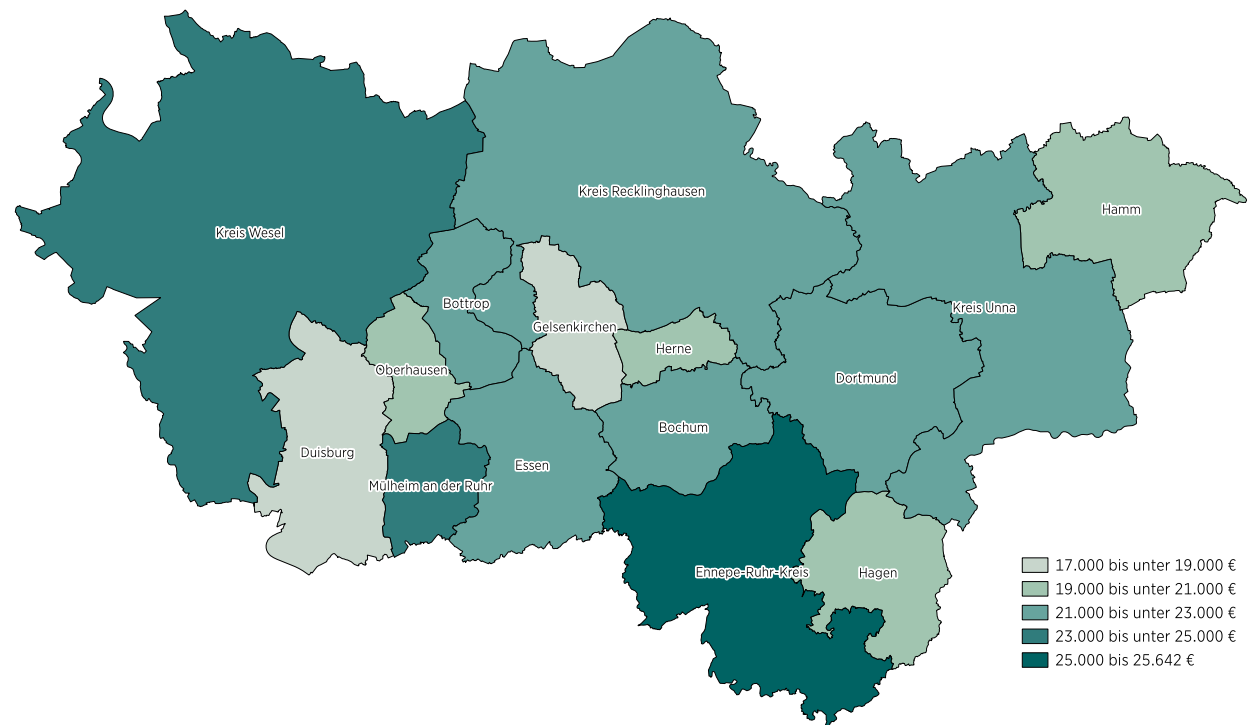 Kreis Recklinghausen
Hamm
Kreis Wesel
Bottrop
Kreis Unna
Gelsenkirchen
Herne
Oberhausen
Dortmund
Bochum
Duisburg
Essen
Mülheim an der Ruhr
Ennepe-Ruhr-Kreis
Hagen
17.000 bis unter 19.000 €
19.000 bis unter 21.000 €
21.000 bis unter 23.000 €
23.000 bis unter 25.000 €
25.000 bis 25.642 €